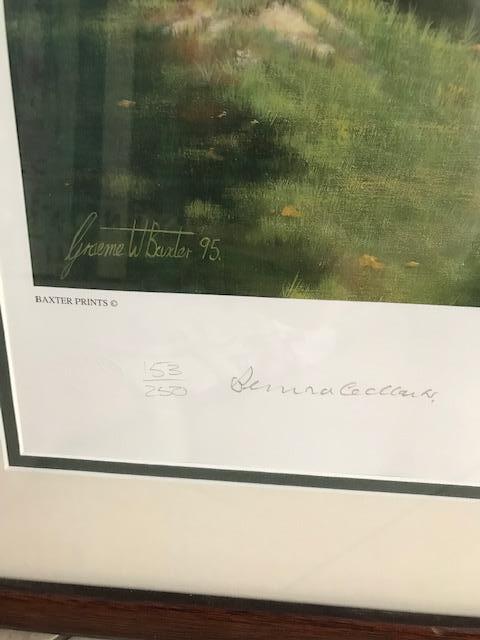 Graeme W Baxter 95.
BAXTER PRINTS ©
153
250